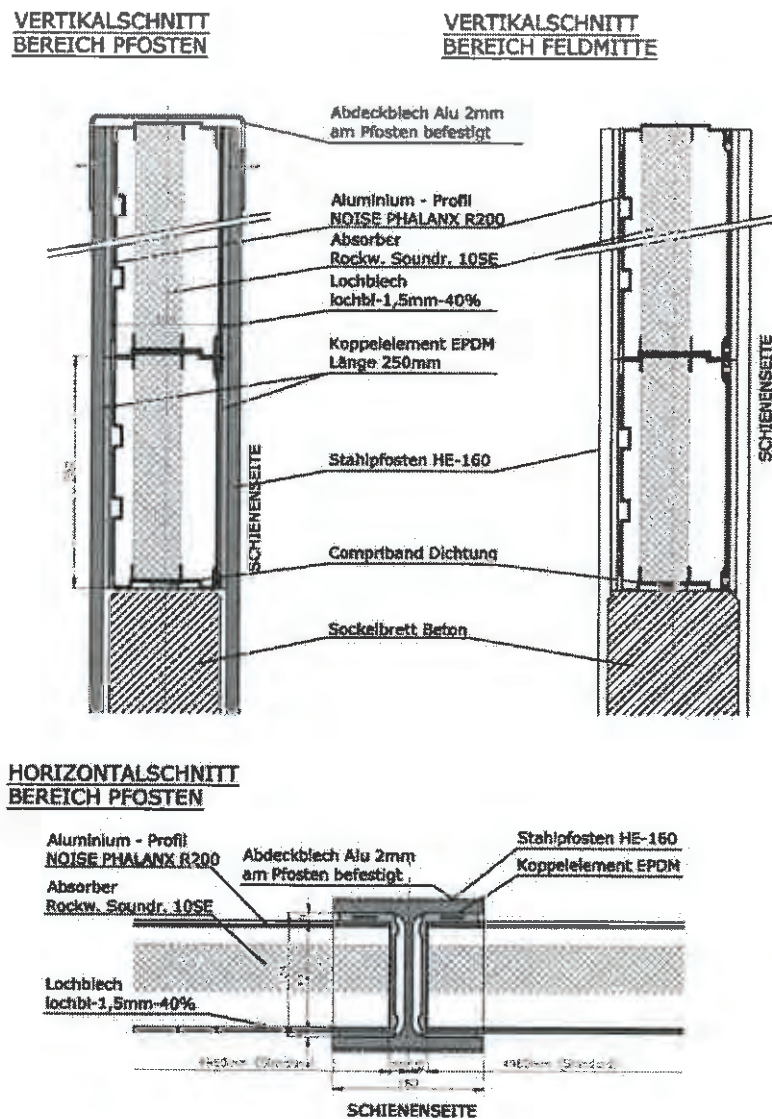 VERTIKALSCHNITT
BEREICH PFOSTEN
VERTIKALSCHNITT
BEREICH FELDMITTE
Abdeckblech Alu 2mm
am Pfosten befestigt
Aluminium - Profil
NOISE PHALANX R200
Absorber
Rockw. Soundr. 10SE
Lochblech
lochbl-1,5mm-40%
Koppelelement EPDM
Länge 250mm
SCHIENENSEITE
SCHIENENSEITE
Stahlpfosten HE-160
Compriband Dichtung
Sockelbrett Beton
HORIZONTALSCHNITT
BEREICH PFOSTEN
Aluminium - Profil
NOISE PHALANX R200
Abdeckblech Alu 2mm
am Pfosten befestigt
Stahlpfosten HE-160
Koppelelement EPDM
Absorber
Rockw. Soundr. 10SE
Lochblech
lochbl-1,5mm-40%
SCHIENENSEITE